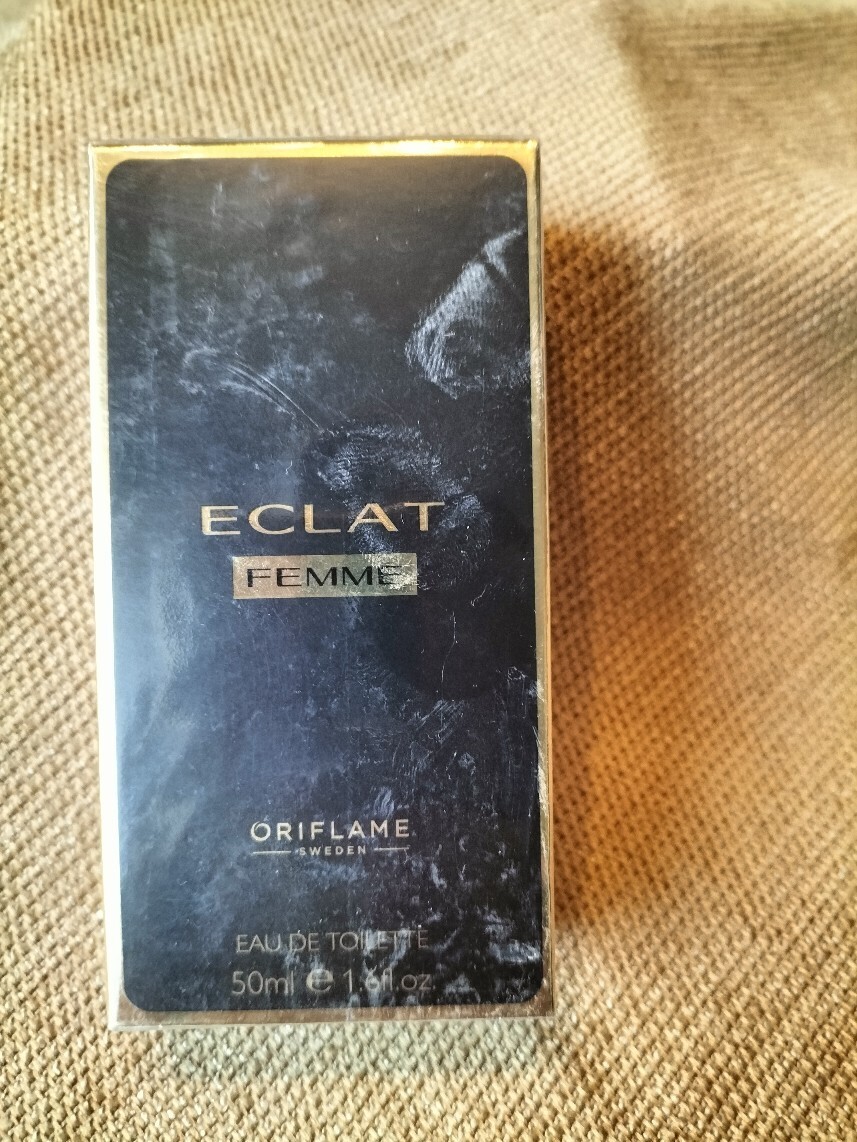 ECLAT
FEMME
ORIFLAME
SWEDEN
EAU DE TOILETTE
50ml ℮ 1.6fl.oz.